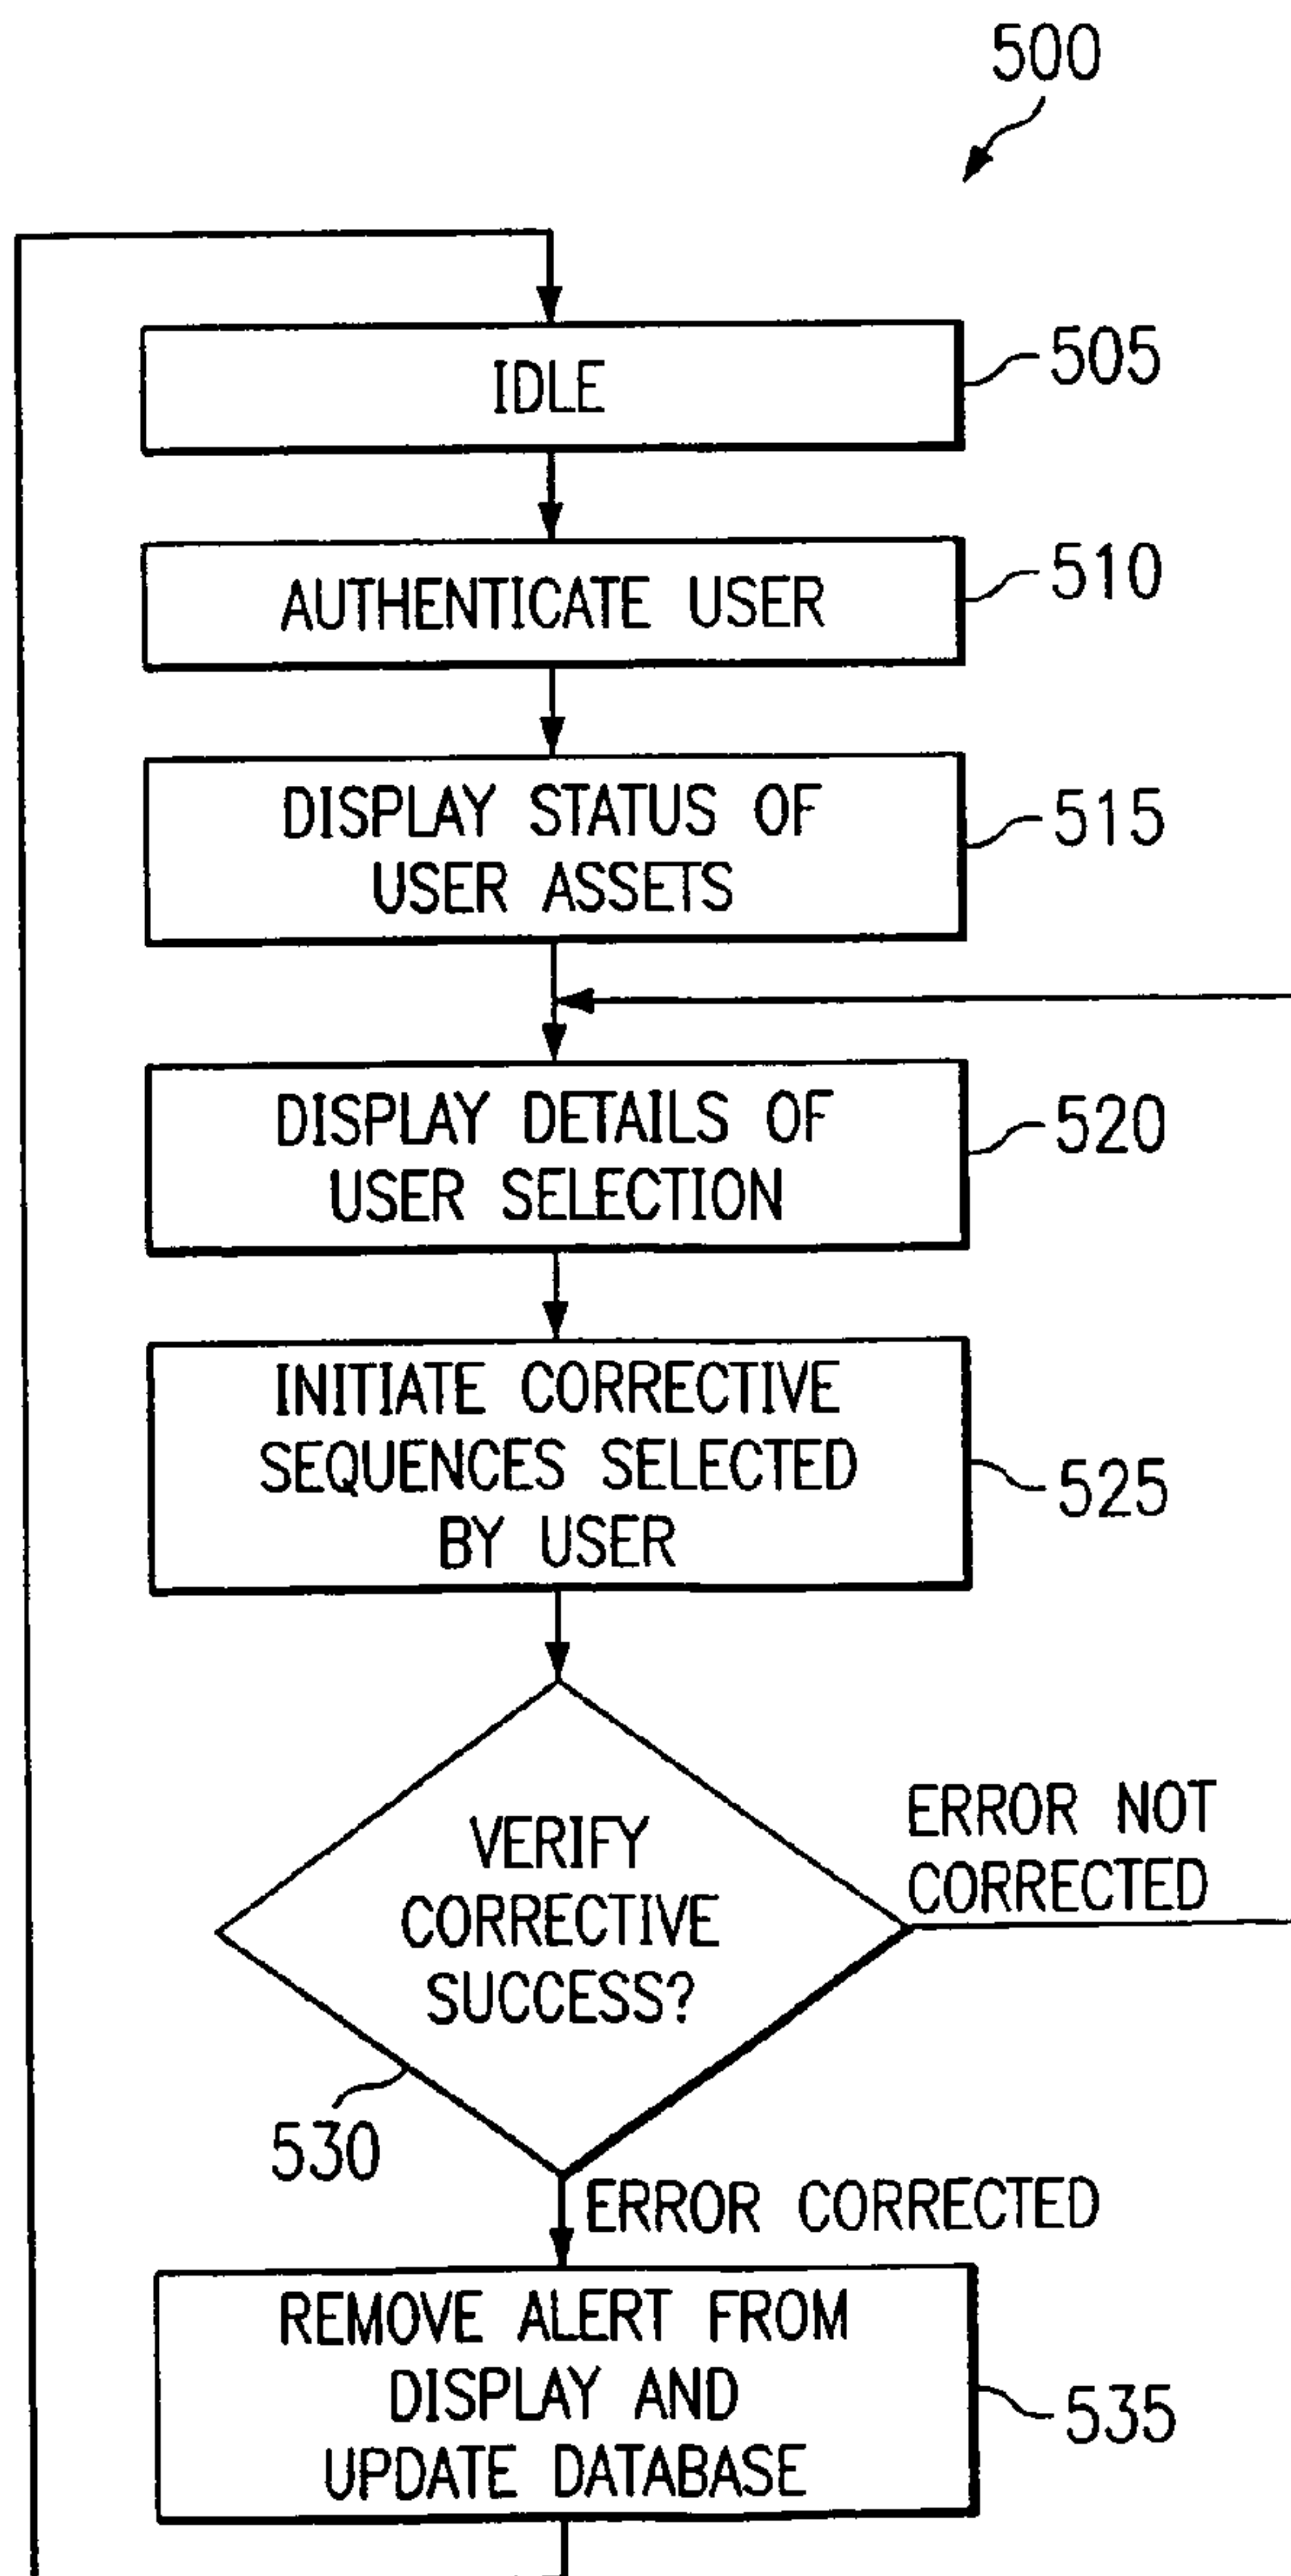 500
IDLE
505
AUTHENTICATE USER
510
DISPLAY STATUS OF
USER ASSETS
515
DISPLAY DETAILS OF
USER SELECTION
520
INITIATE CORRECTIVE
SEQUENCES SELECTED
BY USER
525
VERIFY
CORRECTIVE
SUCCESS?
ERROR NOT
CORRECTED
530
ERROR CORRECTED
REMOVE ALERT FROM
DISPLAY AND
UPDATE DATABASE
535